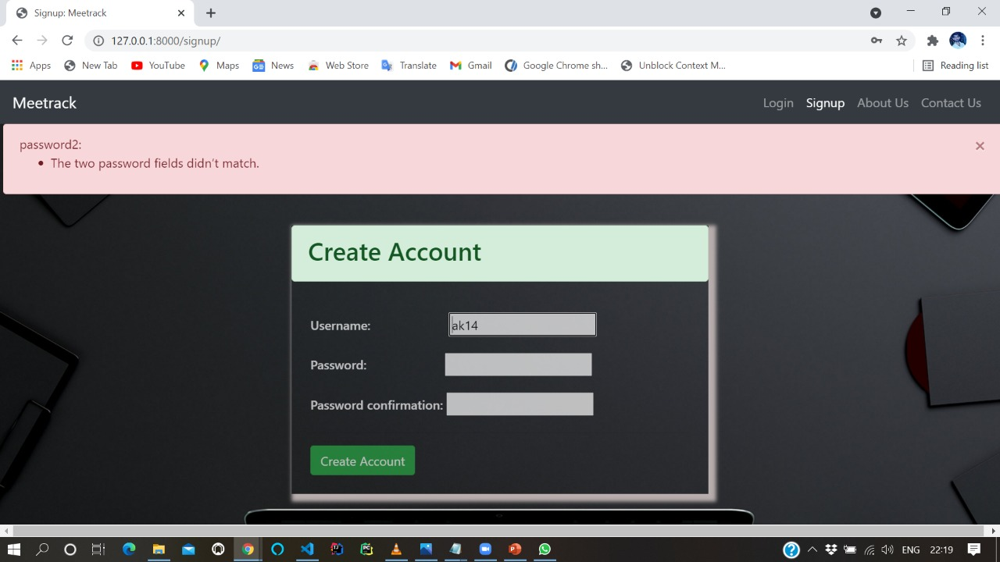 Signup: Meetrack
127.0.0.1:8000/signup/
Apps New Tab YouTube Maps News Web Store Translate Gmail Google Chrome sh... Unblock Context M... Reading list
Meetrack Login Signup About Us Contact Us
password2:
The two password fields didn't match.
Create Account
Username: ak14
Password:
Password confirmation:
Create Account
ENG 22:19